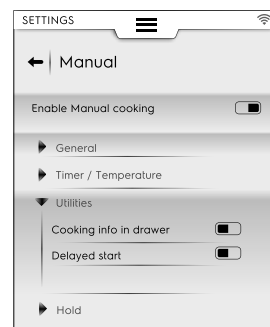 SETTINGS
Manual
Enable Manual cooking
General
Timer / Temperature
Utilities
Cooking info in drawer
Delayed start
Hold